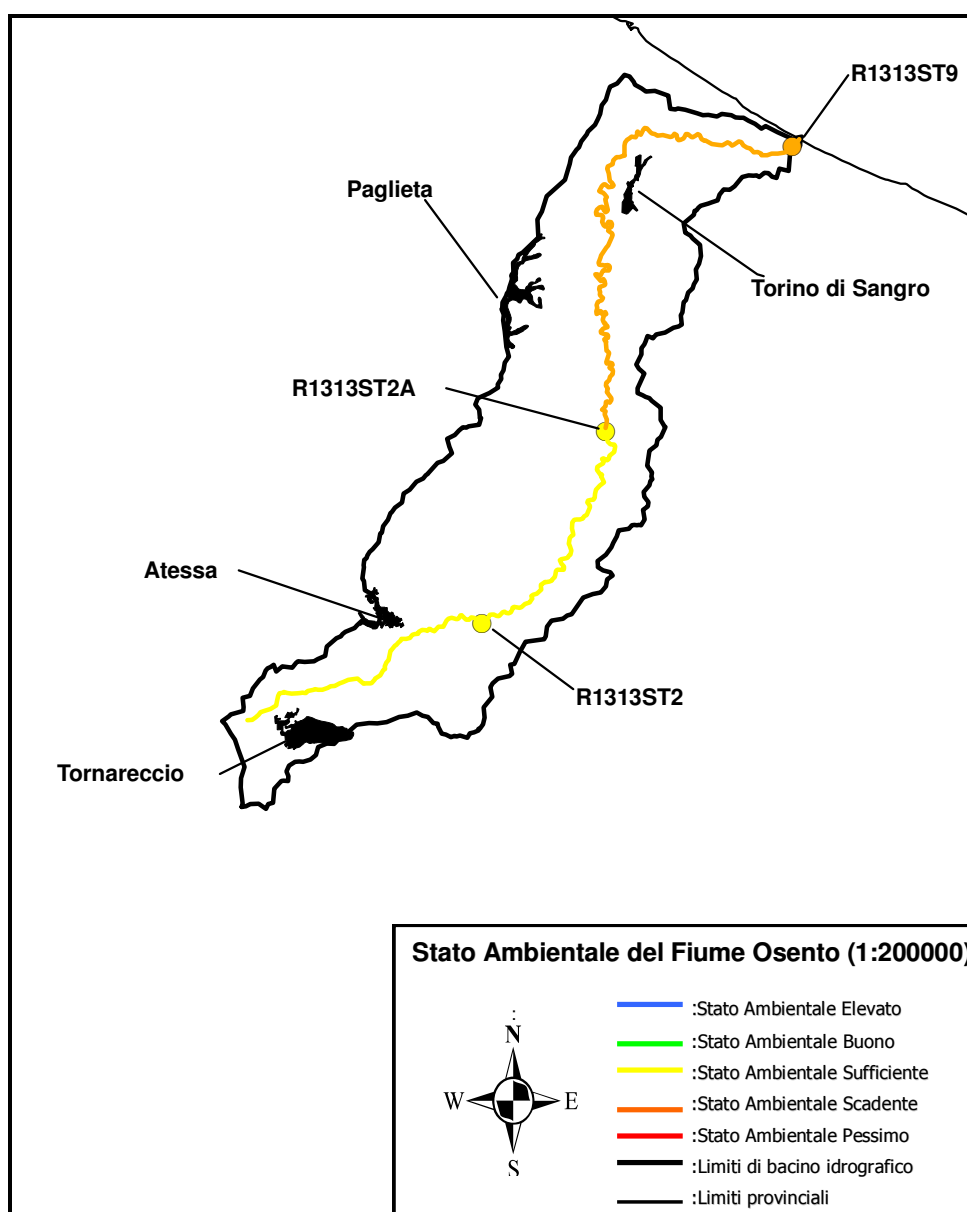 R1313ST9
Paglieta
Torino di Sangro
R1313ST2A
Atessa
R1313ST2
Tornareccio
Stato Ambientale del Fiume Osento (1:200000)
:
N
W
E
S
:Stato Ambientale Elevato
:Stato Ambientale Buono
:Stato Ambientale Sufficiente
:Stato Ambientale Scadente
:Stato Ambientale Pessimo
:Limiti di bacino idrografico
:Limiti provinciali